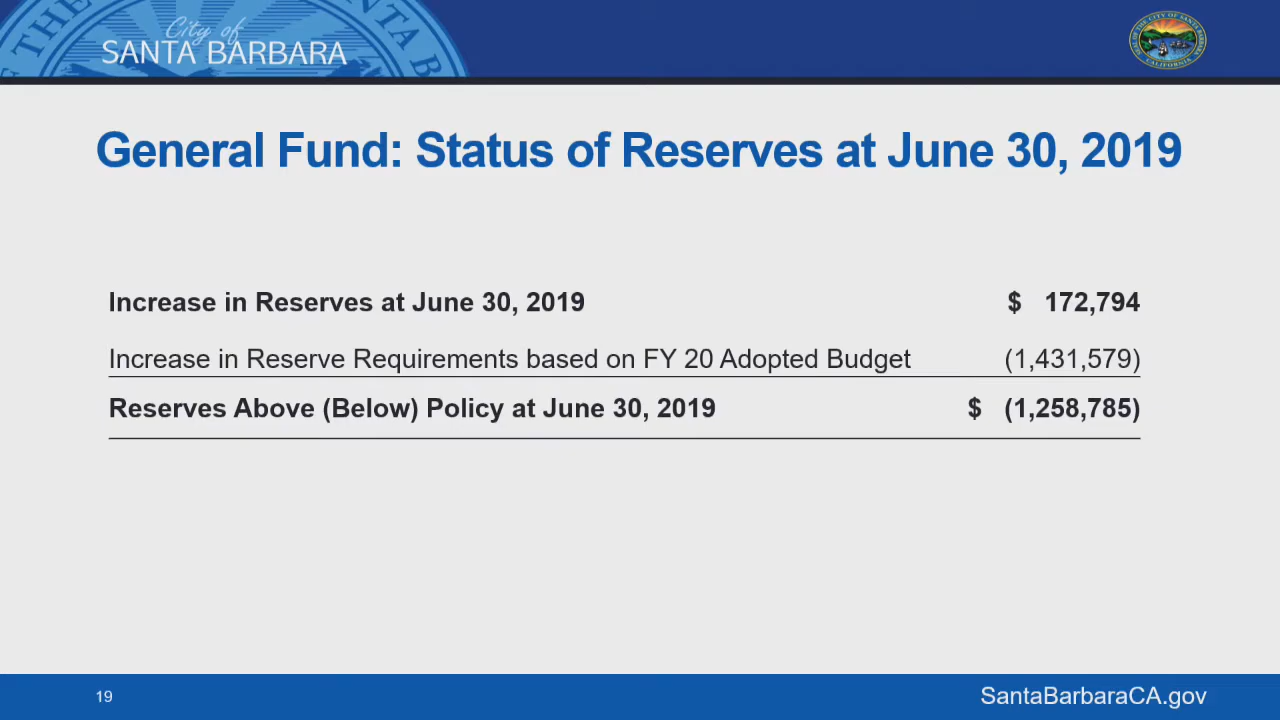 City of
SANTA BARBARA
General Fund: Status of Reserves at June 30, 2019
Increase in Reserves at June 30, 2019 $ 172,794
Increase in Reserve Requirements based on FY 20 Adopted Budget (1,431,579)
Reserves Above (Below) Policy at June 30, 2019 $ (1,258,785)
19
SantaBarbaraCA.gov